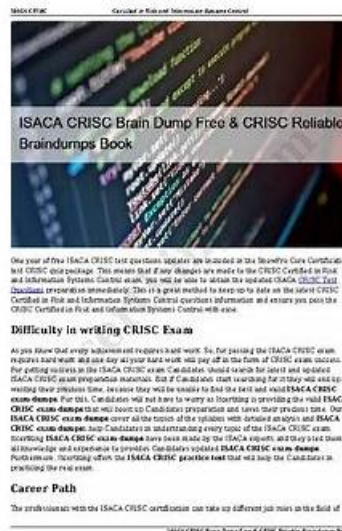 ISACA CRISC
Certified in Risk and Information Systems Control
ISACA CRISC Brain Dump Free & CRISC Reliable
Braindumps Book
One year of free ISACA CRISC test questions updates are included in the
test CRISC quiz package. This means that if any changes are made to the CRISC Certified in Risk
and Information Systems Control exam, you will be able to obtain the updated ISACA CRISC Test
Questions preparation immediately. This is a great method to keep up to date on the latest CRISC
Certified in Risk and Information Systems Control questions information and ensure you pass the
CRISC Certified in Risk and Information Systems Control with ease.
Difficulty in writing CRISC Exam
As you know that every achievement requires hard work. So, for passing the ISACA CRISC exam
requires hard work and one day all your hard work will pay off in the form of CRISC exam success.
For getting success in the ISACA CRISC exam Candidates should search for latest and updated
ISACA CRISC exam preparation materials. But if Candidates start searching for it they will end up
wasting their precious time, because they will be unable to find the best and valid ISACA CRISC
exam dumps. For this, Candidates will not have to worry as is providing the valid ISAC
CRISC exam dumps that will boost up Candidates preparation and saves their precious time. Our
ISACA CRISC exam dumps cover all the topics of the syllabus with detailed analysis and ISACA
CRISC exam dumps help Candidates in understanding every topic of the ISACA CRISC exam.
ISACA CRISC exam dumps have been made by the ISACA experts and they used them
all knowledge and experience to provides Candidates updated ISACA CRISC exam dumps.
Furthermore, offers the ISACA CRISC practice test that will help the Candidates in
practicing the real exam.
Career Path
The professionals with the ISACA CRISC certification can take up different job roles in the field of